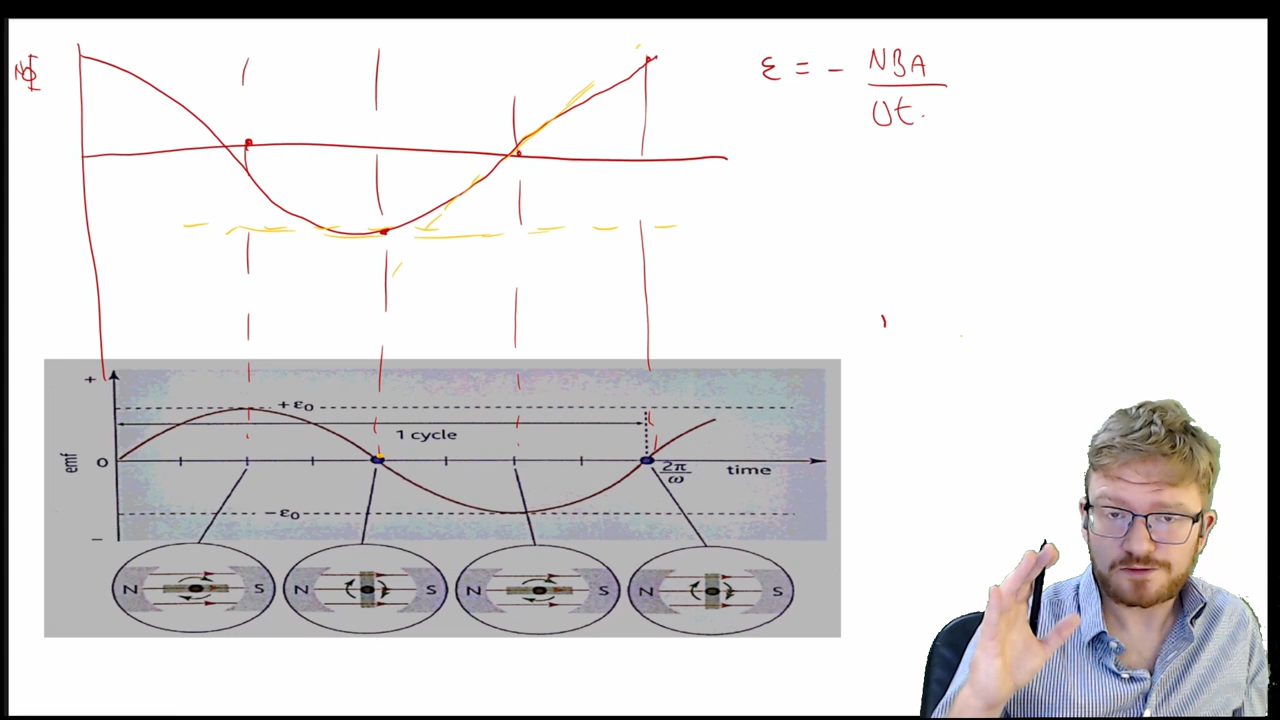 NΦ
ε = - NBA
Ut.
+
+ε₀
1 cycle
emf
0
2π
ω
time
-ε₀
-
N S N S N S N S